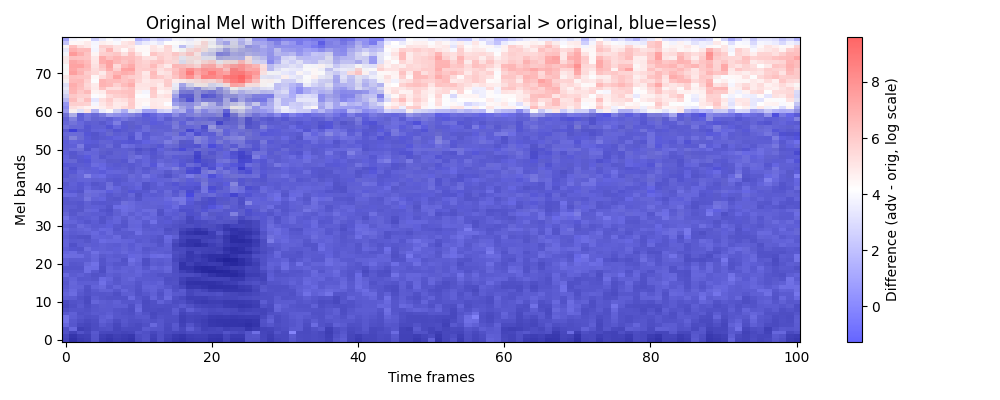 Original Mel with Differences (red=adversarial > original, blue=less)
Mel bands
70
60
50
40
30
20
10
0
0 20 40 60 80 100
Time frames
8
6
4
2
0
Difference (adv - orig, log scale)